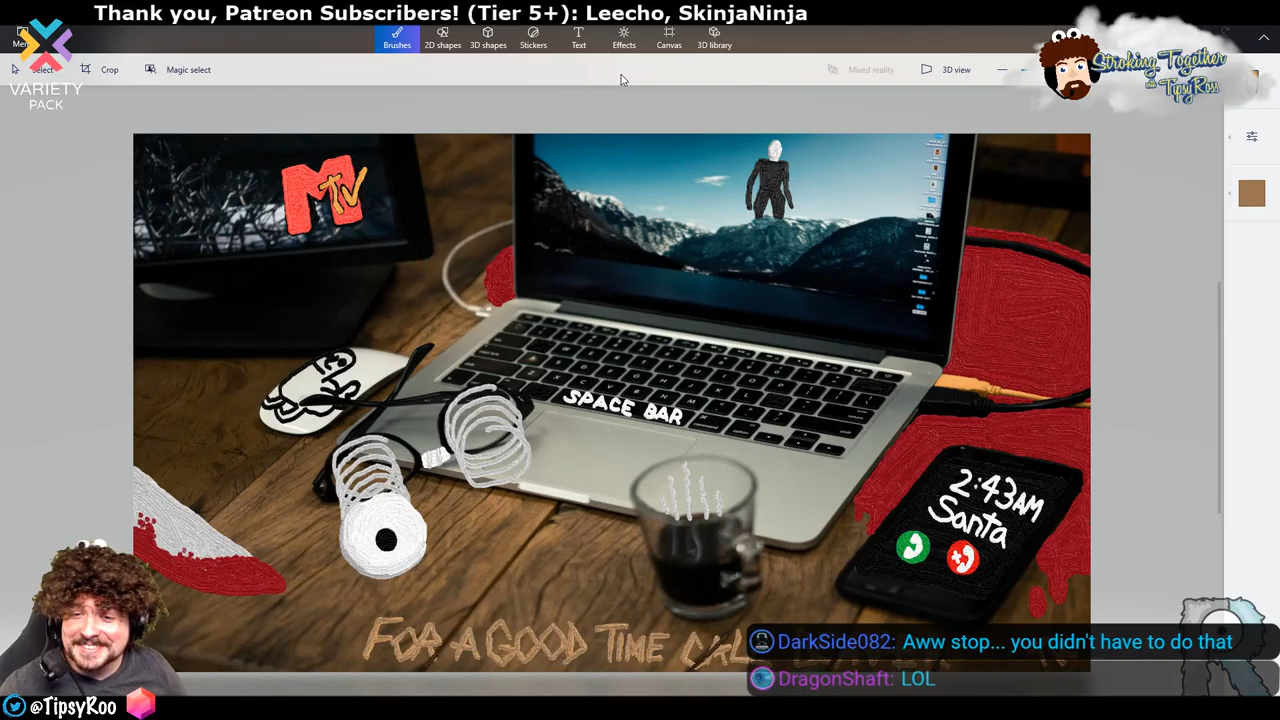 Thank you, Patreon Subscribers! (Tier 5+): Leecho, SkinjaNinja
Brushes 2D shapes 3D shapes Stickers Text Effects Canvas 3D library
Select Crop Magic select Mixed reality 3D view
VARIETY
PACK
Stroking Together
with TipsyRoss
MTV
SPACE BAR
2:43AM
Santa
FOR A GOOD TIME CALL
DarkSide082: Aww stop... you didn't have to do that
DragonShaft: LOL
@TipsyRoo